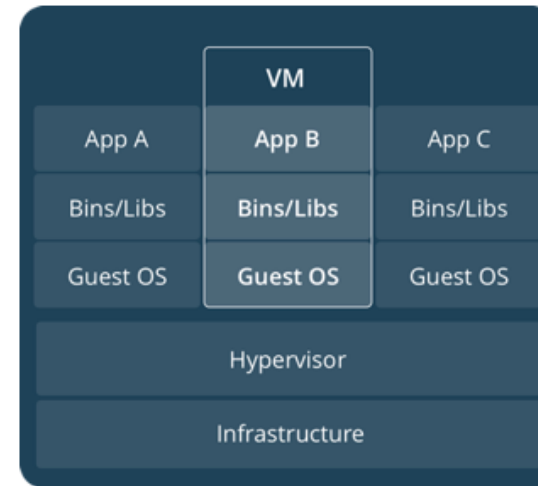 VM
App A App B App C
Bins/Libs Bins/Libs Bins/Libs
Guest OS Guest OS Guest OS
Hypervisor
Infrastructure